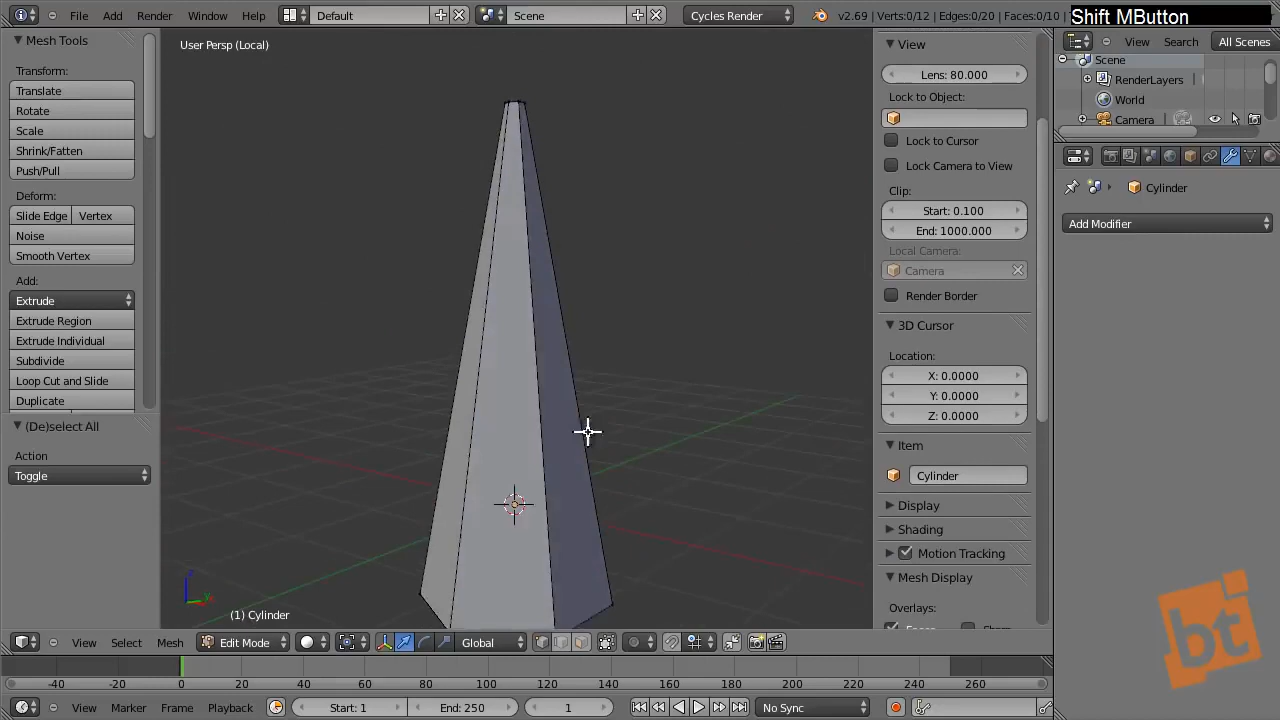 File Add Render Window Help Default Scene Cycles Render v2.69 | Verts:0/12 | Edges:0/20 | Faces:0/10 |
Shift MButton
Mesh Tools
Transform:
Translate
Rotate
Scale
Shrink/Fatten
Push/Pull
Deform:
Slide Edge Vertex
Noise
Smooth Vertex
Add:
Extrude
Extrude Region
Extrude Individual
Subdivide
Loop Cut and Slide
Duplicate
(De)select All
Action
Toggle
User Persp (Local)
(1) Cylinder
View
Lens: 80.000
Lock to Object:
Lock to Cursor
Lock Camera to View
Clip:
Start: 0.100
End: 1000.000
Local Camera:
Camera
Render Border
3D Cursor
Location:
X: 0.0000
Y: 0.0000
Z: 0.0000
Item
Cylinder
Display
Shading
Motion Tracking
Mesh Display
Overlays:
View Search All Scenes
Scene
RenderLayers
World
Camera
Cylinder
Add Modifier
View Select Mesh Edit Mode Global
-40 -20 0 20 40 60 80 100 120 140 160 180 200 220 240 260
View Marker Frame Playback Start: 1 End: 250 1 No Sync
bt